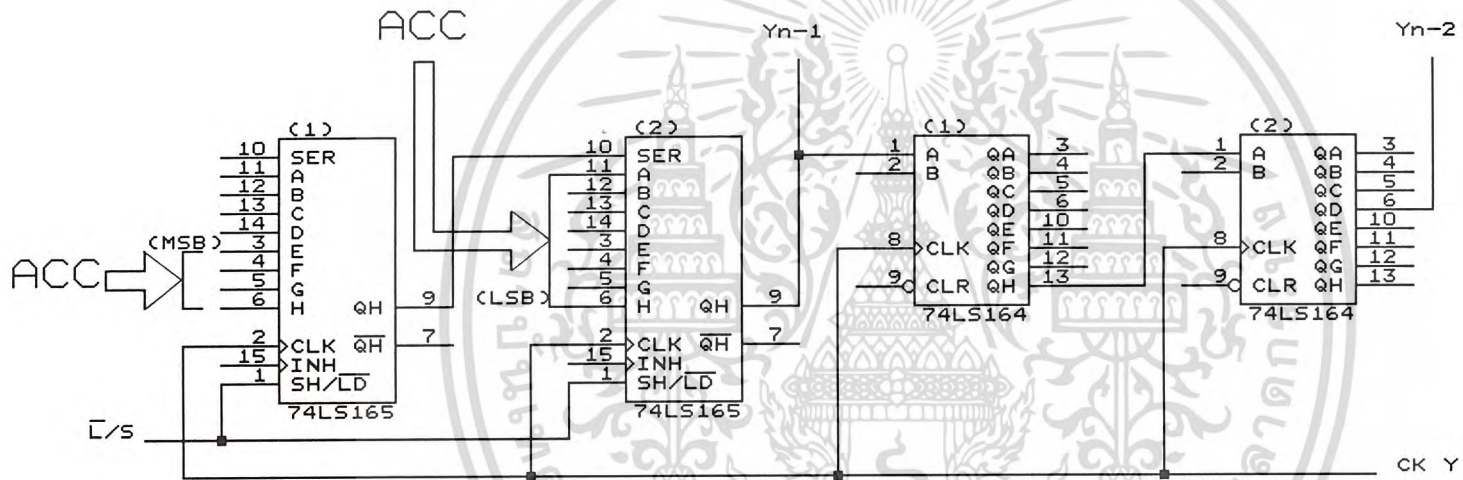 ACC
Yn-1
Yn-2
(1)
10 SER
11 A
12 B
13 C
14 D
(MSB) 3 E
ACC
4 F
5 G
6 H QH 9
2 CLK QH 7
15 INH
1 SH/LD
74LS165
(2)
10 SER
11 A
12 B
13 C
14 D
3 E
4 F
5 G
(LSB) 6 H QH 9
2 CLK QH 7
15 INH
1 SH/LD
74LS165
(1)
1 A QA 3
2 B QB 4
QC 5
QD 6
QE 10
8 CLK QF 11
QG 12
9 CLR QH 13
74LS164
(2)
1 A QA 3
2 B QB 4
QC 5
QD 6
QE 10
8 CLK QF 11
QG 12
9 CLR QH 13
74LS164
L/S
CK Y